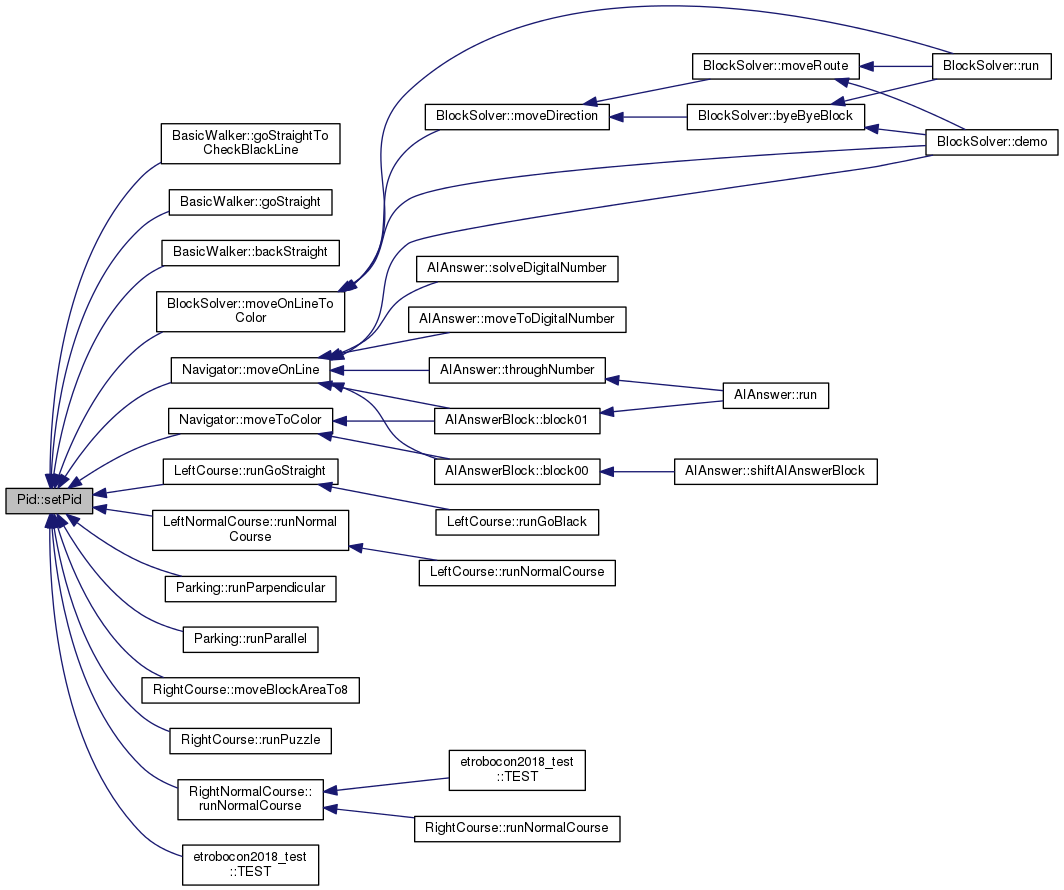 Pid::setPid
BasicWalker::goStraightTo
CheckBlackLine
BasicWalker::goStraight
BasicWalker::backStraight
BlockSolver::moveOnLineTo
Color
Navigator::moveOnLine
Navigator::moveToColor
LeftCourse::runGoStraight
LeftNormalCourse::runNormal
Course
Parking::runParpendicular
Parking::runParallel
RightCourse::moveBlockAreaTo8
RightCourse::runPuzzle
RightNormalCourse::
runNormalCourse
etrobocon2018_test
::TEST
BlockSolver::moveDirection
AIAnswer::solveDigitalNumber
AIAnswer::moveToDigitalNumber
AIAnswer::throughNumber
AIAnswerBlock::block01
AIAnswerBlock::block00
LeftCourse::runGoBlack
LeftCourse::runNormalCourse
etrobocon2018_test
::TEST
RightCourse::runNormalCourse
BlockSolver::moveRoute
BlockSolver::byeByeBlock
AIAnswer::run
AIAnswer::shiftAIAnswerBlock
BlockSolver::run
BlockSolver::demo